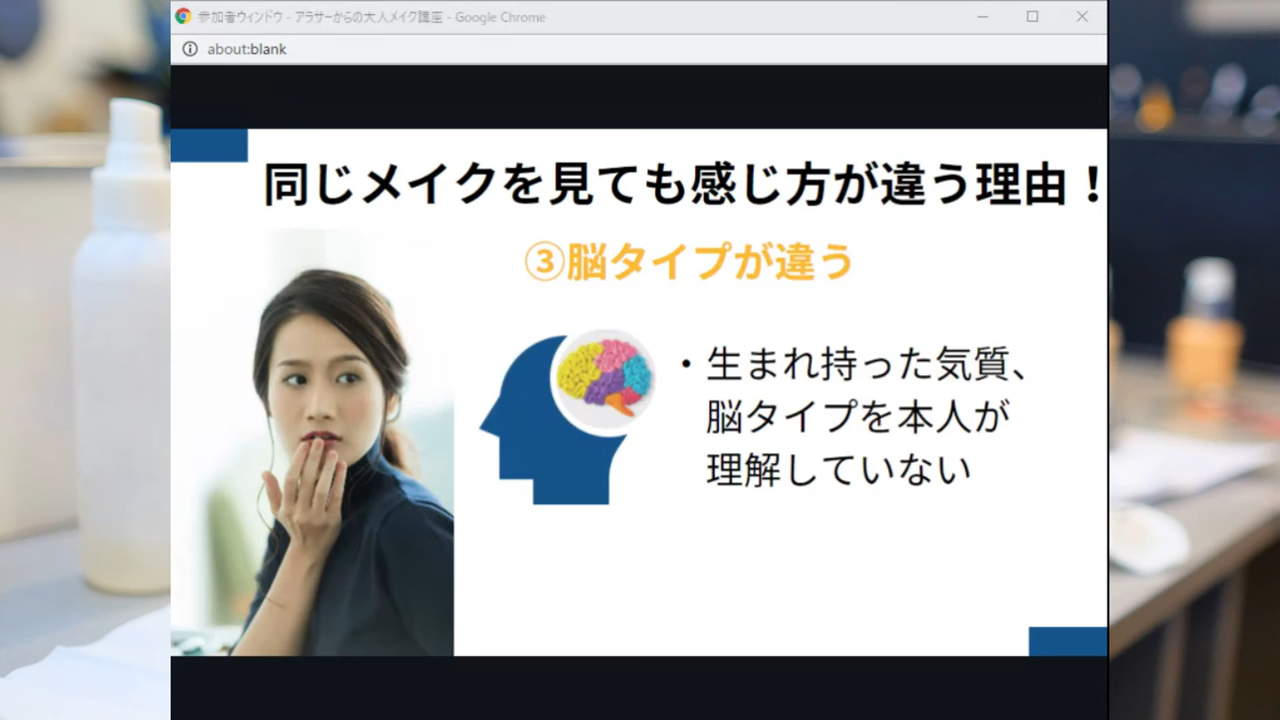 参加者ウィンドウ - アラサーからの大人メイク講座 - Google Chrome
about:blank
同じメイクを見ても感じ方が違う理由！
③脳タイプが違う
・生まれ持った気質、
脳タイプを本人が
理解していない